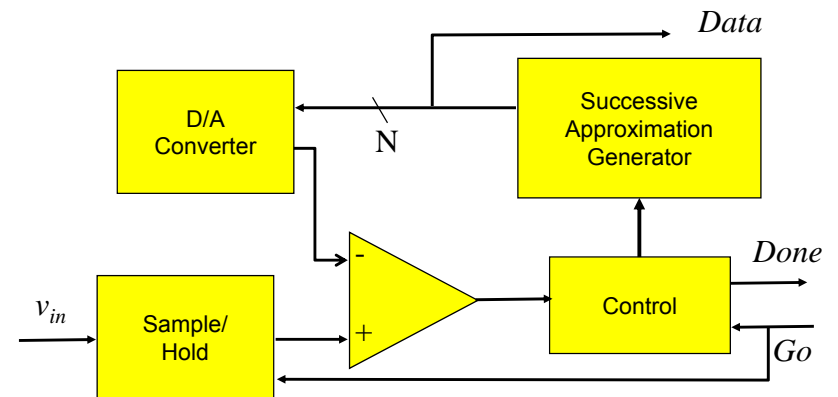 Data
D/A
Converter
N
Successive
Approximation
Generator
-
+
v_in
Sample/
Hold
Control
Done
Go